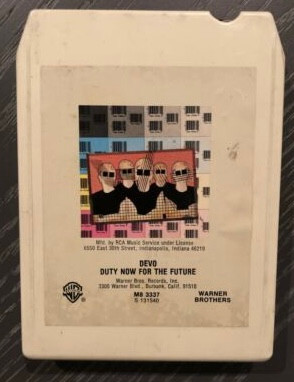 Mfd. by RCA Music Service under License
6550 East 30th Street, Indianapolis, Indiana 46219
DEVO
DUTY NOW FOR THE FUTURE
Warner Bros. Records, Inc.
3300 Warner Blvd., Burbank, Calif. 91510
M8 3337
S 131540
WARNER
BROTHERS